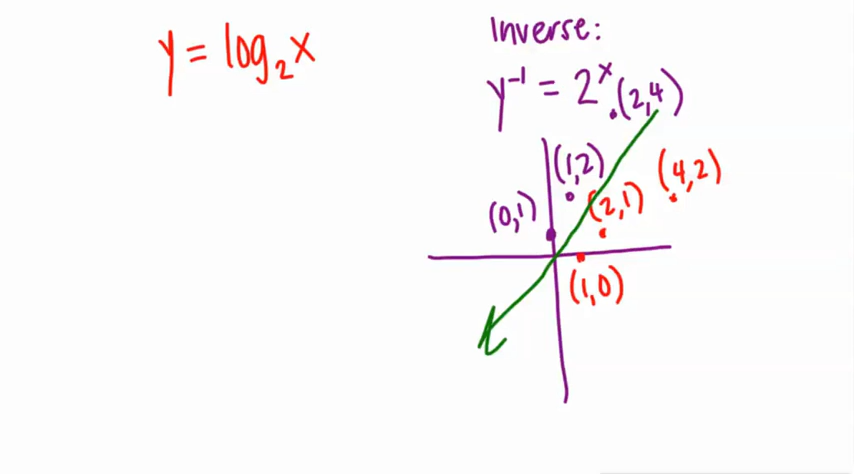 y = log₂x
Inverse:
y⁻¹ = 2ˣ
(2,4)
(1,2)
(4,2)
(0,1)
(2,1)
(1,0)